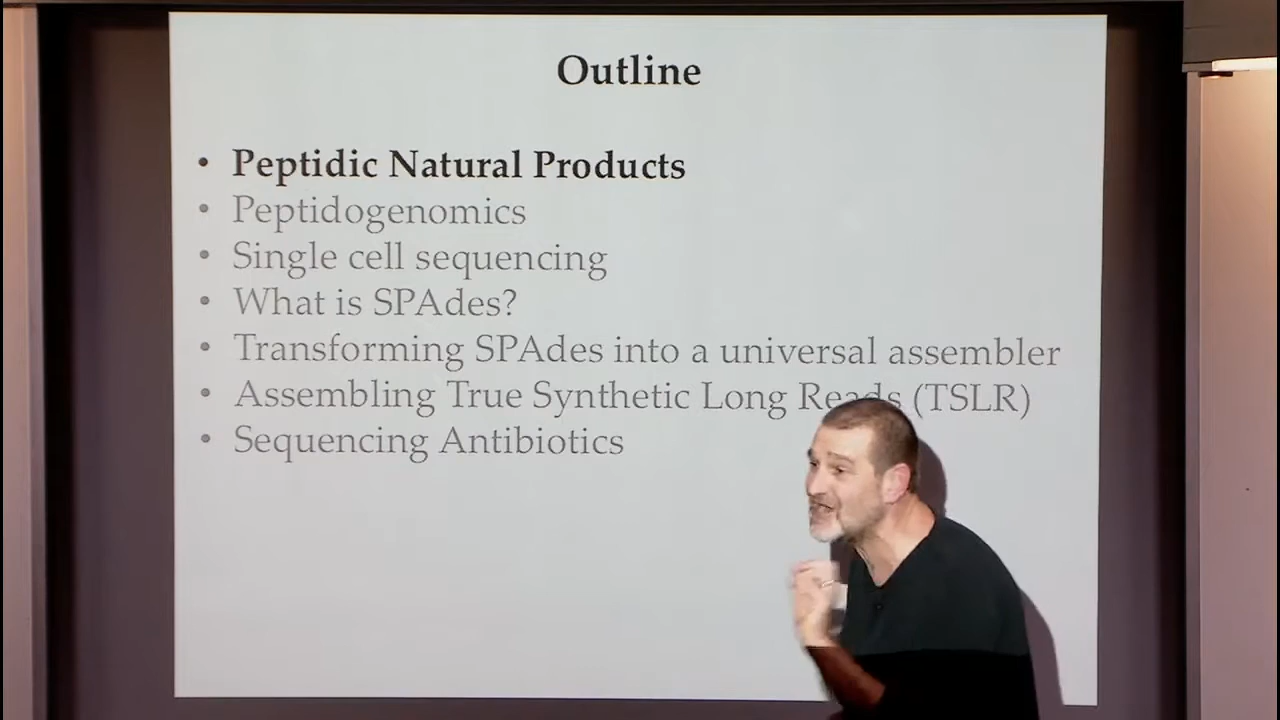 Outline
• Peptidic Natural Products
• Peptidogenomics
• Single cell sequencing
• What is SPAdes?
• Transforming SPAdes into a universal assembler
• Assembling True Synthetic Long Reads (TSLR)
• Sequencing Antibiotics